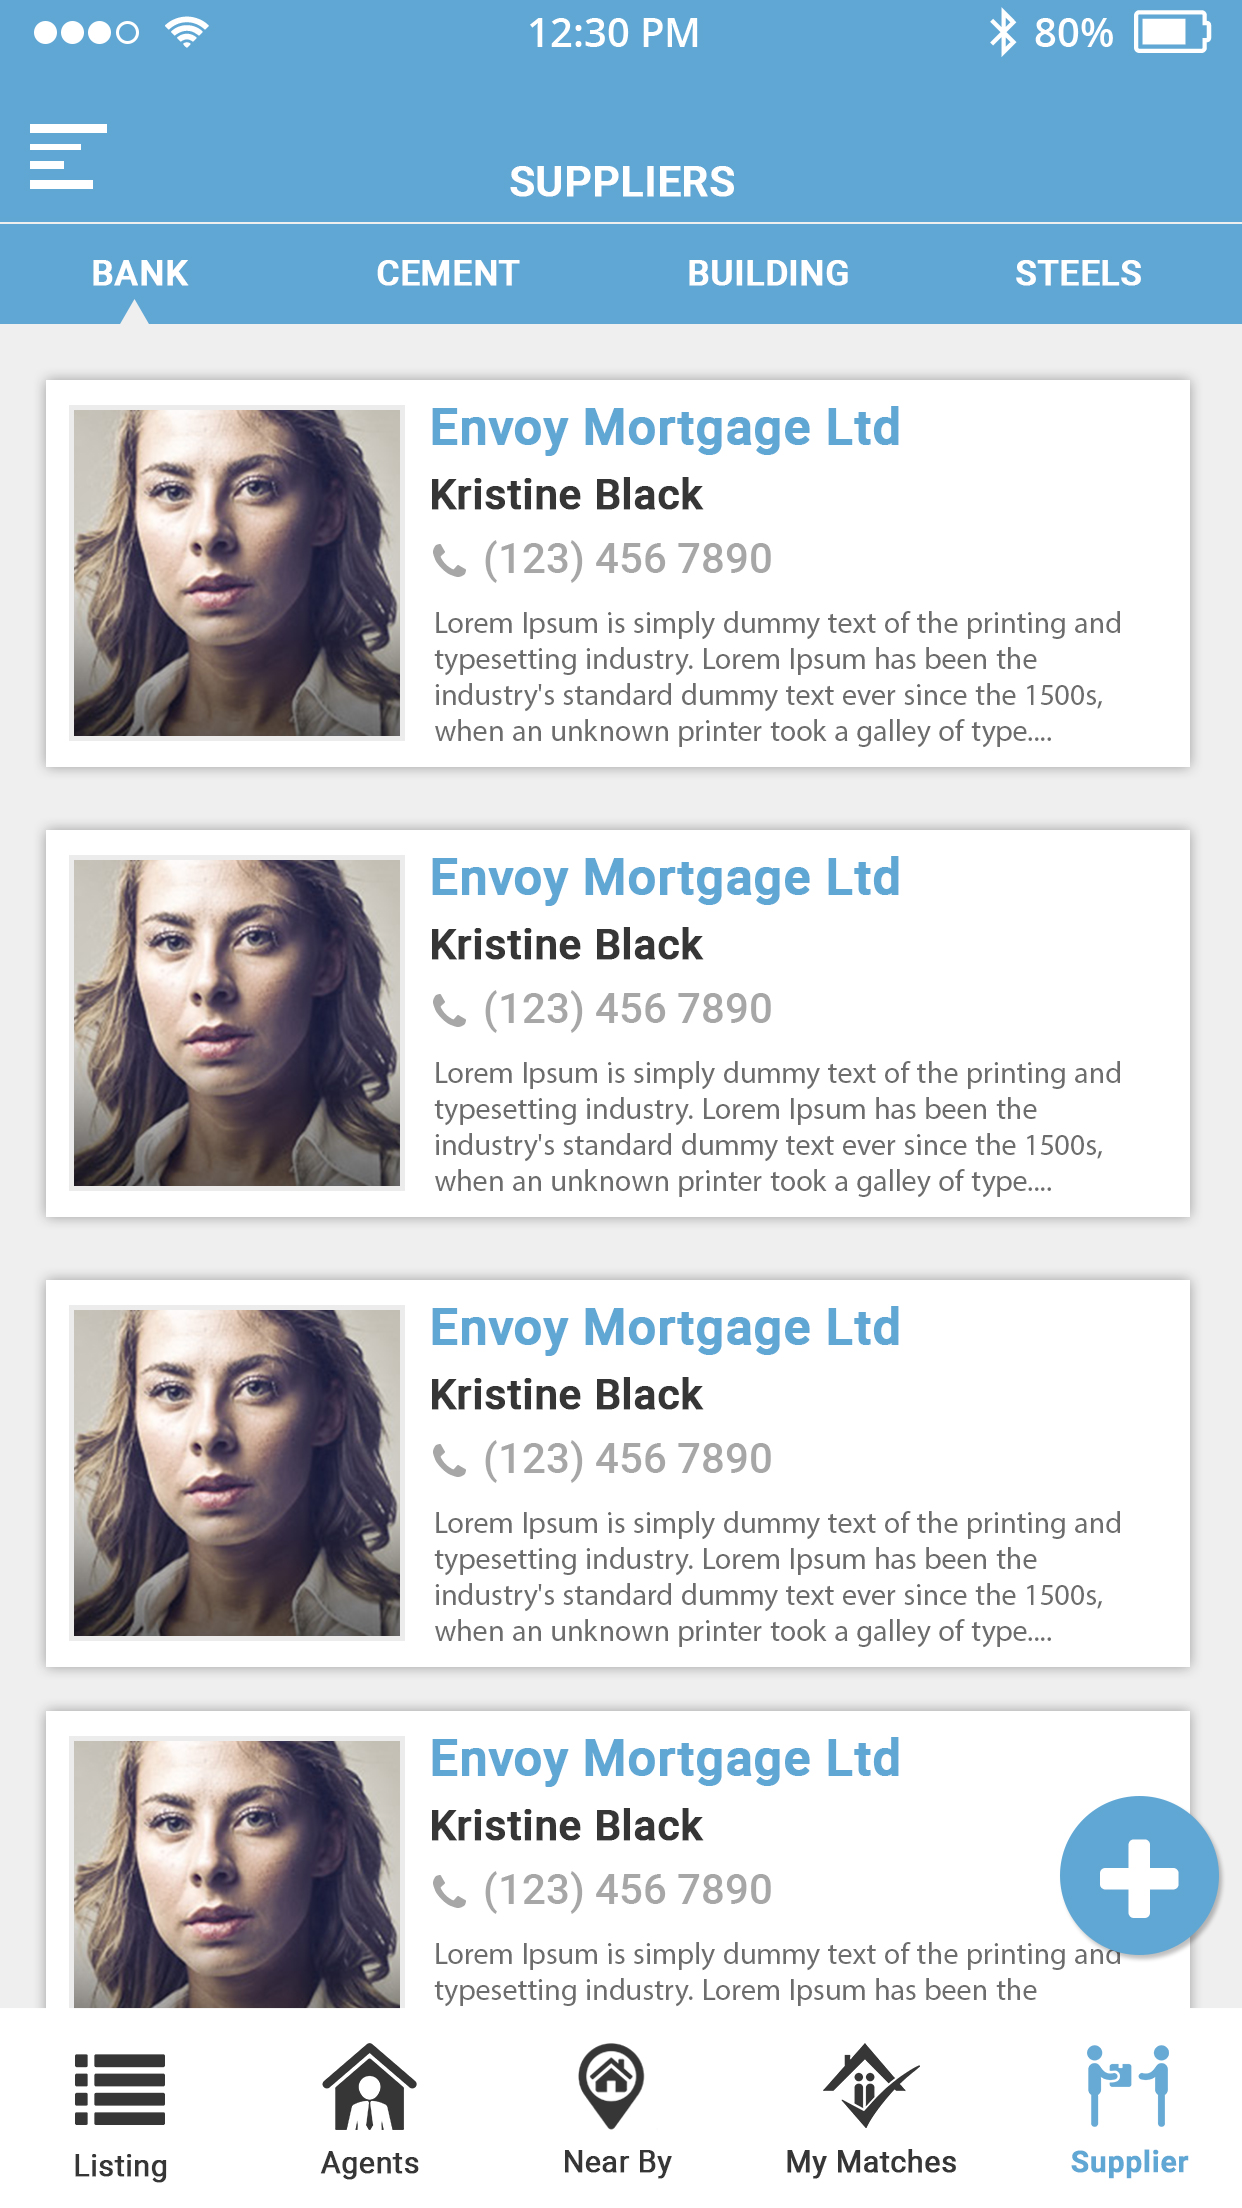 12:30 PM
80%
SUPPLIERS
BANK
CEMENT
BUILDING
STEELS
Envoy Mortgage Ltd
Kristine Black
(123) 456 7890
Lorem Ipsum is simply dummy text of the printing and
typesetting industry. Lorem Ipsum has been the
industry's standard dummy text ever since the 1500s,
when an unknown printer took a galley of type....
Envoy Mortgage Ltd
Kristine Black
(123) 456 7890
Lorem Ipsum is simply dummy text of the printing and
typesetting industry. Lorem Ipsum has been the
industry's standard dummy text ever since the 1500s,
when an unknown printer took a galley of type....
Envoy Mortgage Ltd
Kristine Black
(123) 456 7890
Lorem Ipsum is simply dummy text of the printing and
typesetting industry. Lorem Ipsum has been the
industry's standard dummy text ever since the 1500s,
when an unknown printer took a galley of type....
Envoy Mortgage Ltd
Kristine Black
(123) 456 7890
Lorem Ipsum is simply dummy text of the printing and
typesetting industry. Lorem Ipsum has been the
Listing
Agents
Near By
My Matches
Supplier